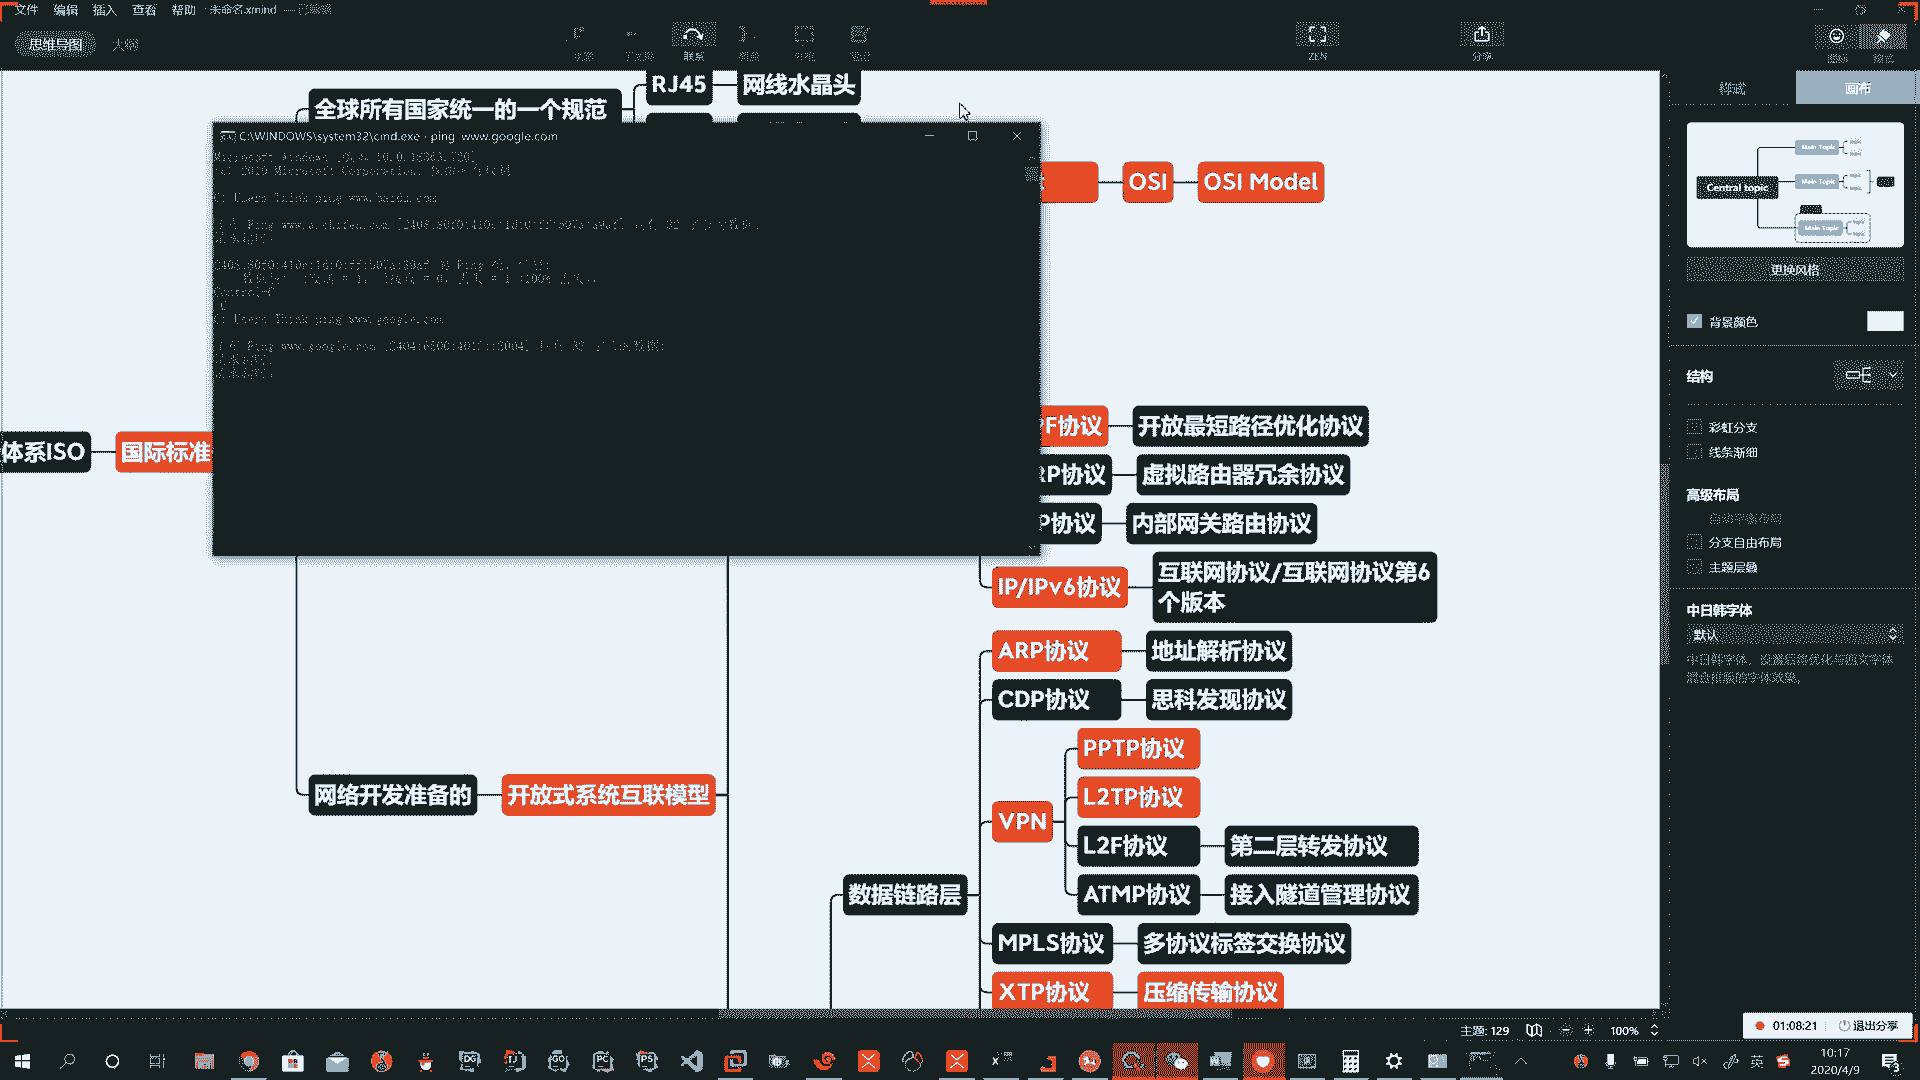 文件 编辑 插入 查看 帮助 未命名.xmind
思维导图 大纲
联系
ZEN
分享
画布
RJ45 网线水晶头
全球所有国家统一的一个规范
C:\WINDOWS\system32\cmd.exe - ping www.google.com
OSI OSI Model
体系ISO 国际标准
F协议 开放最短路径优化协议
RP协议 虚拟路由器冗余协议
P协议 内部网关路由协议
IP/IPv6协议 互联网协议/互联网协议第6
个版本
ARP协议 地址解析协议
CDP协议 思科发现协议
PPTP协议
L2TP协议
网络开发准备的 开放式系统互联模型
VPN
L2F协议 第二层转发协议
数据链路层
ATMP协议 接入隧道管理协议
MPLS协议 多协议标签交换协议
XTP协议 压缩传输协议
Central topic
Main Topic
Main Topic
Main Topic
更换风格
背景颜色
结构
彩虹分支
线条渐细
高级布局
分支自由布局
主题层叠
中日韩字体
默认
主题: 129
100%
01:08:21 退出分享
英
10:17
2020/4/9